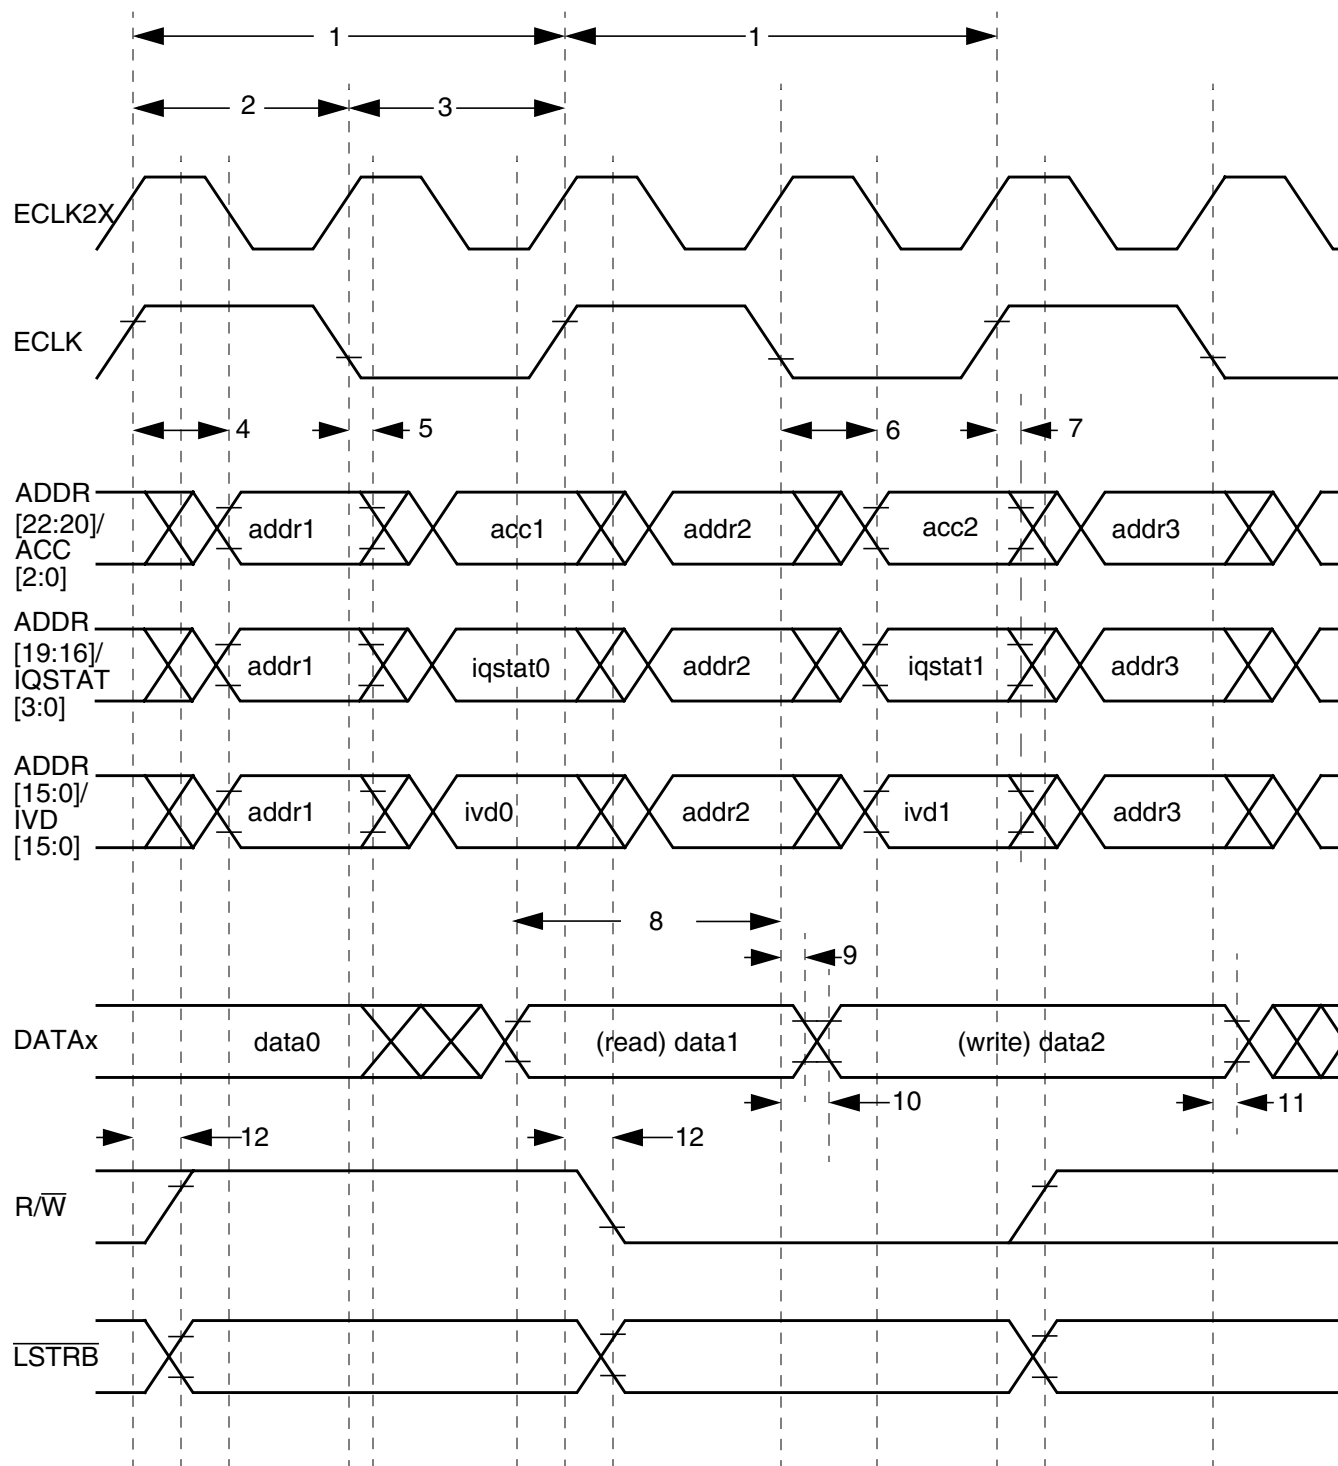 1 1
2 3
ECLK2X
ECLK
4 5 6 7
ADDR
[22:20]/
ACC
[2:0]
addr1 acc1 addr2 acc2 addr3
ADDR
[19:16]/
IQSTAT
[3:0]
addr1 iqstat0 addr2 iqstat1 addr3
ADDR
[15:0]/
IVD
[15:0]
addr1 ivd0 addr2 ivd1 addr3
8
9
DATAx data0 (read) data1 (write) data2
10 11
12 12
R/W̅
L̅S̅T̅R̅B̅